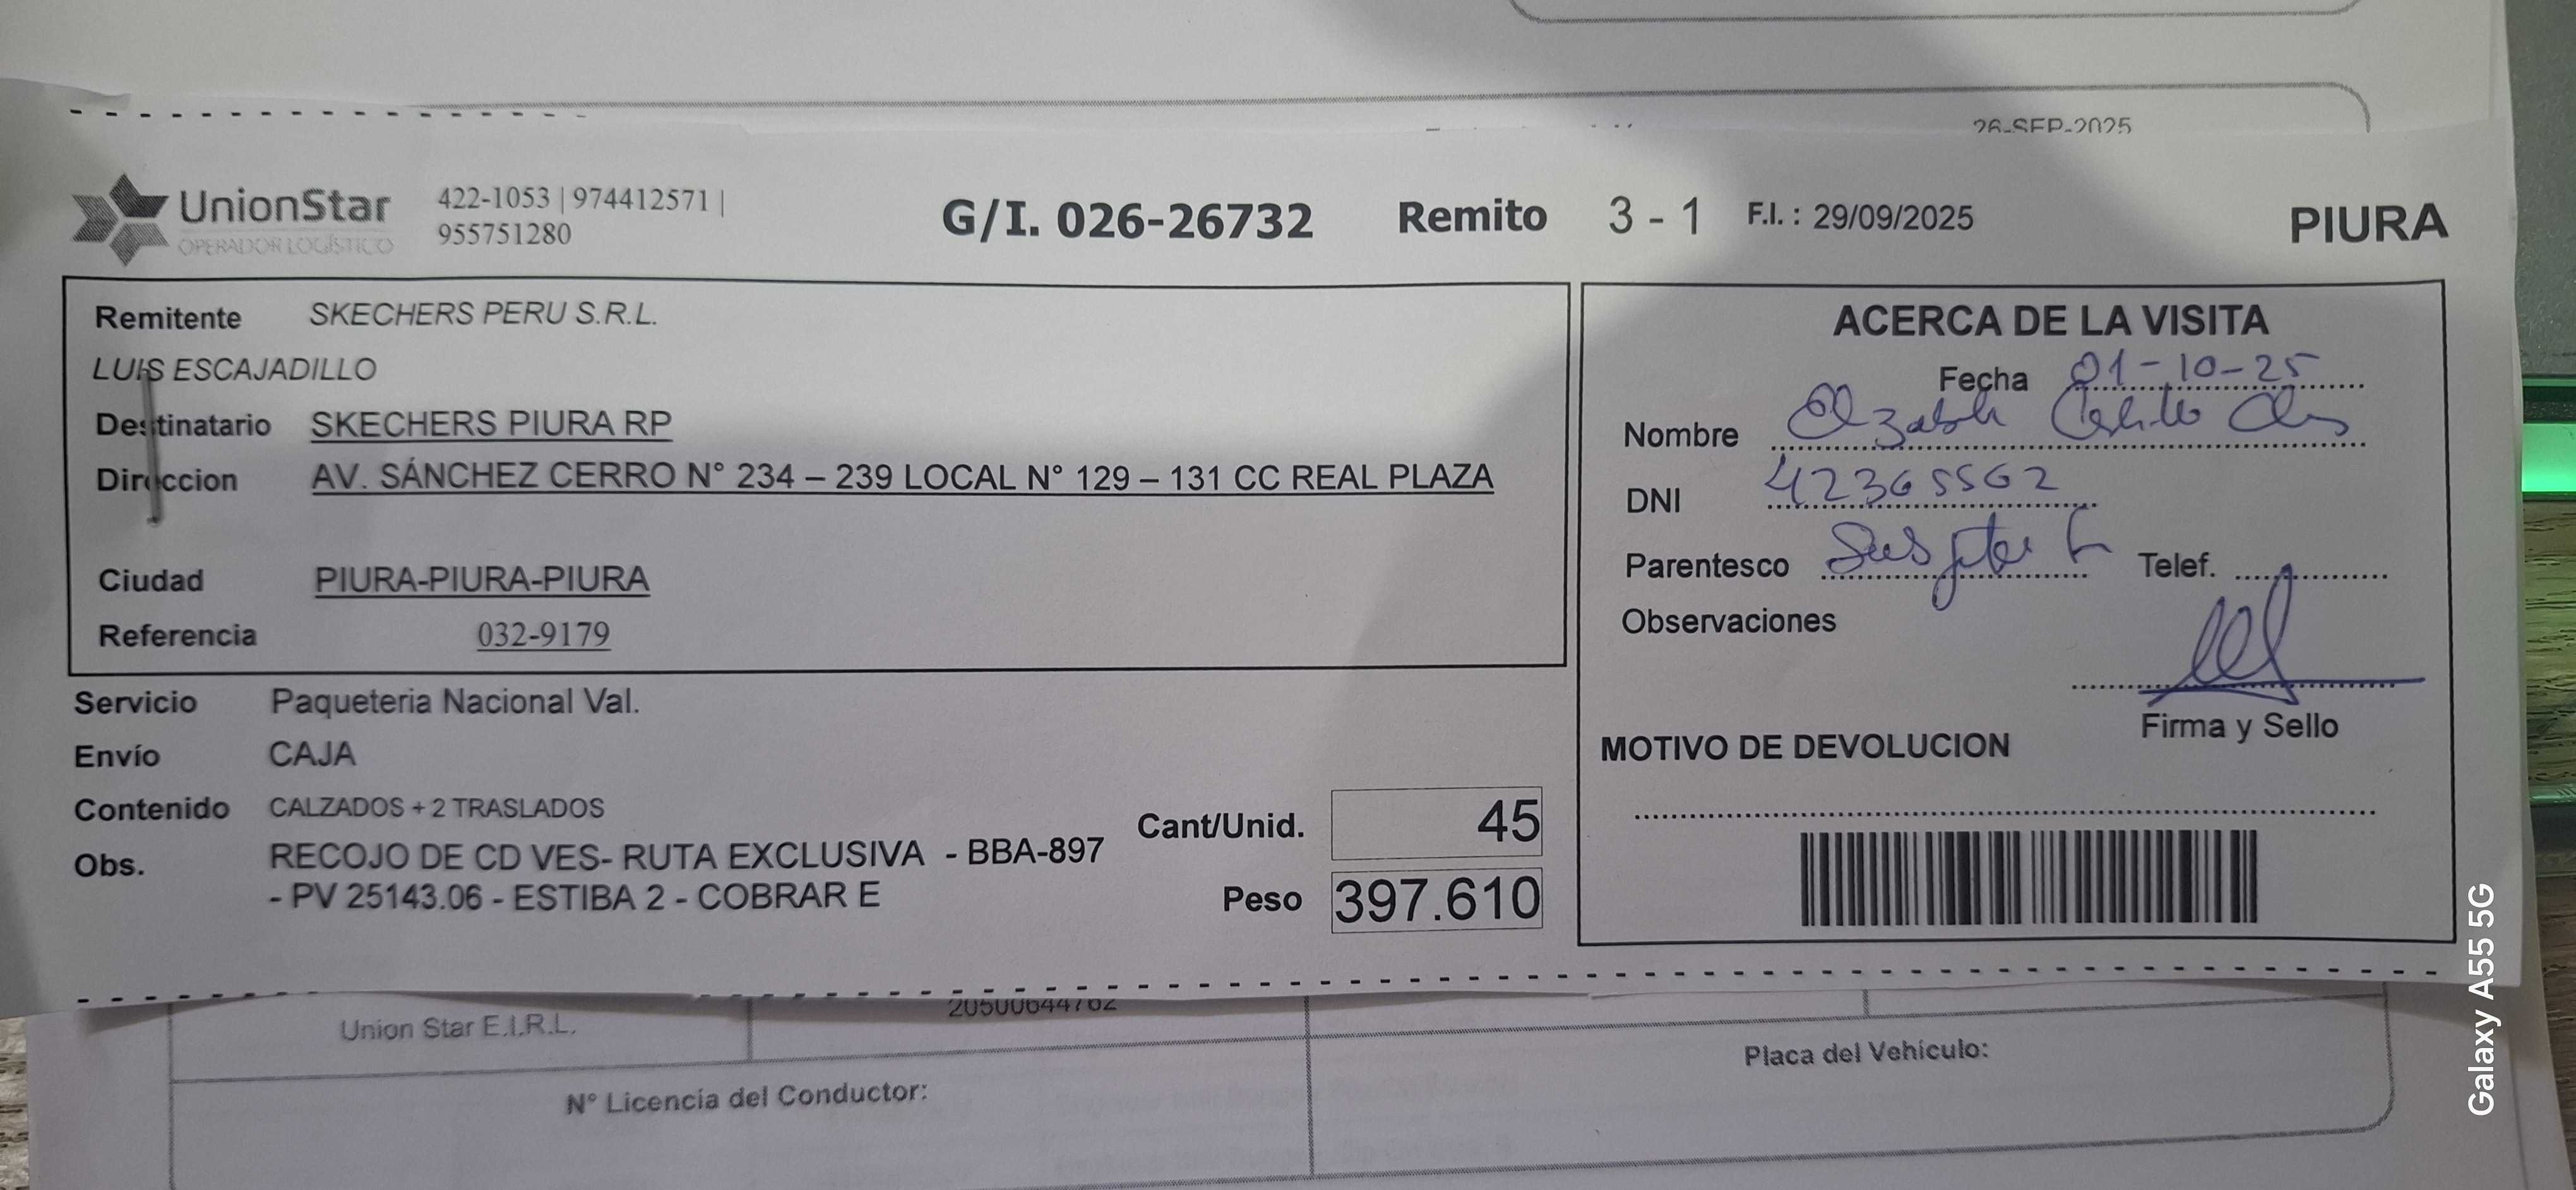 26-SEP-2025
UnionStar
OPERADOR LOGÍSTICO
422-1053 | 974412571 |
955751280
G/I. 026-26732 Remito 3 - 1 F.I. : 29/09/2025 PIURA
Remitente SKECHERS PERU S.R.L.
LUIS ESCAJADILLO
Destinatario SKECHERS PIURA RP
Direccion AV. SÁNCHEZ CERRO N° 234 – 239 LOCAL N° 129 – 131 CC REAL PLAZA
Ciudad PIURA-PIURA-PIURA
Referencia 032-9179
Servicio Paqueteria Nacional Val.
Envío CAJA
Contenido CALZADOS + 2 TRASLADOS
Obs. RECOJO DE CD VES- RUTA EXCLUSIVA - BBA-897
- PV 25143.06 - ESTIBA 2 - COBRAR E
Cant/Unid. 45
Peso 397.610
ACERCA DE LA VISITA
Fecha 01-10-25
Nombre
DNI 42365562
Parentesco
Telef.
Observaciones
Firma y Sello
MOTIVO DE DEVOLUCION
Union Star E.I.R.L.
20500644762
N° Licencia del Conductor:
Placa del Vehículo:
Galaxy A55 5G